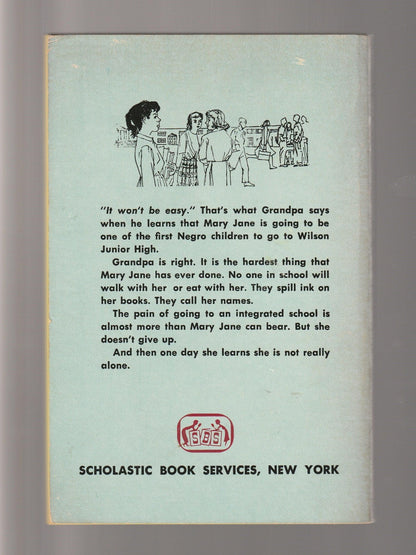 "It won't be easy." That's what Grandpa says
when he learns that Mary Jane is going to be
one of the first Negro children to go to Wilson
Junior High.
Grandpa is right. It is the hardest thing that
Mary Jane has ever done. No one in school will
walk with her or eat with her. They spill ink on
her books. They call her names.
The pain of going to an integrated school is
almost more than Mary Jane can bear. But she
doesn't give up.
And then one day she learns she is not really
alone.
SBS
SCHOLASTIC BOOK SERVICES, NEW YORK